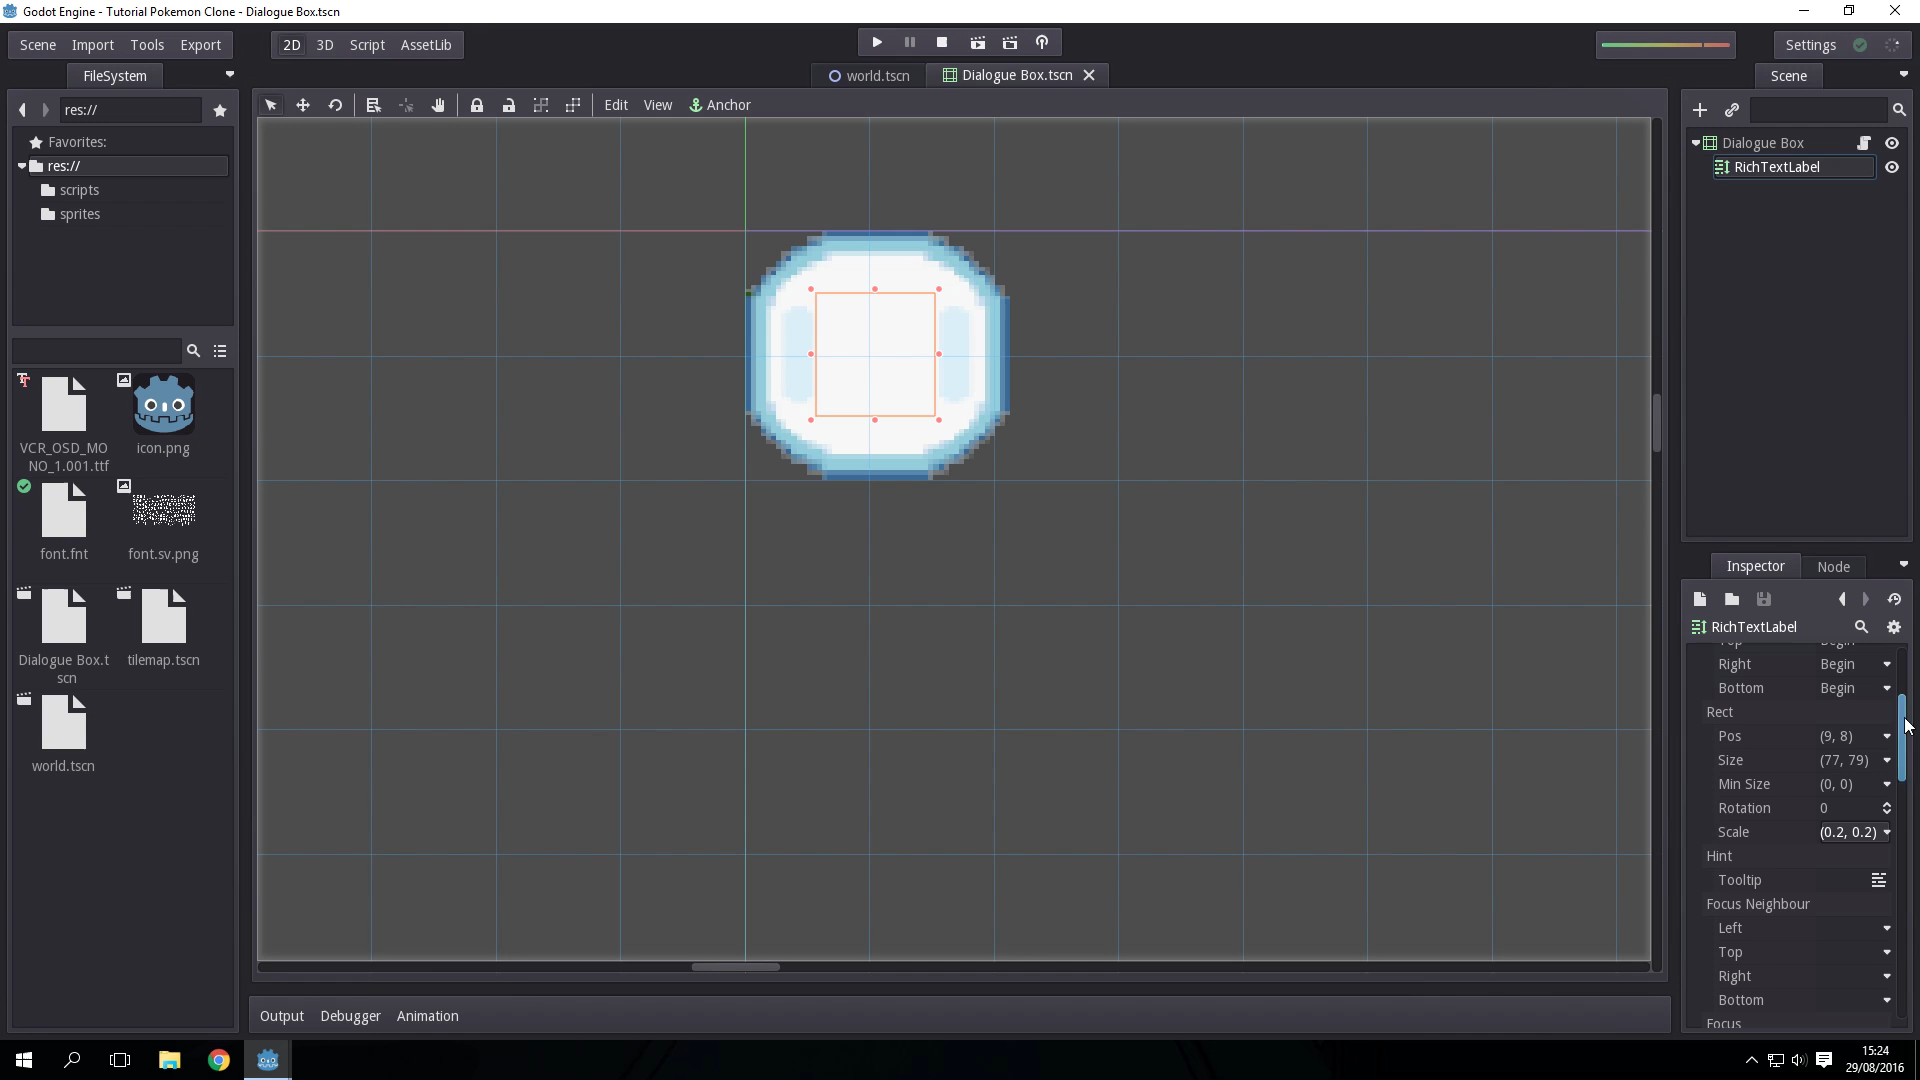 Godot Engine - Tutorial Pokemon Clone - Dialogue Box.tscn
Scene Import Tools Export
2D 3D Script AssetLib
Settings
FileSystem
world.tscn
Dialogue Box.tscn
Scene
res://
Edit View Anchor
Favorites:
res://
scripts
sprites
Dialogue Box
RichTextLabel
VCR_OSD_MO
NO_1.001.ttf
icon.png
font.fnt
font.sv.png
Dialogue Box.t
scn
tilemap.tscn
world.tscn
Inspector Node
RichTextLabel
Right Begin
Bottom Begin
Rect
Pos (9, 8)
Size (77, 79)
Min Size (0, 0)
Rotation 0
Scale (0.2, 0.2)
Hint
Tooltip
Focus Neighbour
Left
Top
Right
Bottom
Focus
Output Debugger Animation
15:24
29/08/2016